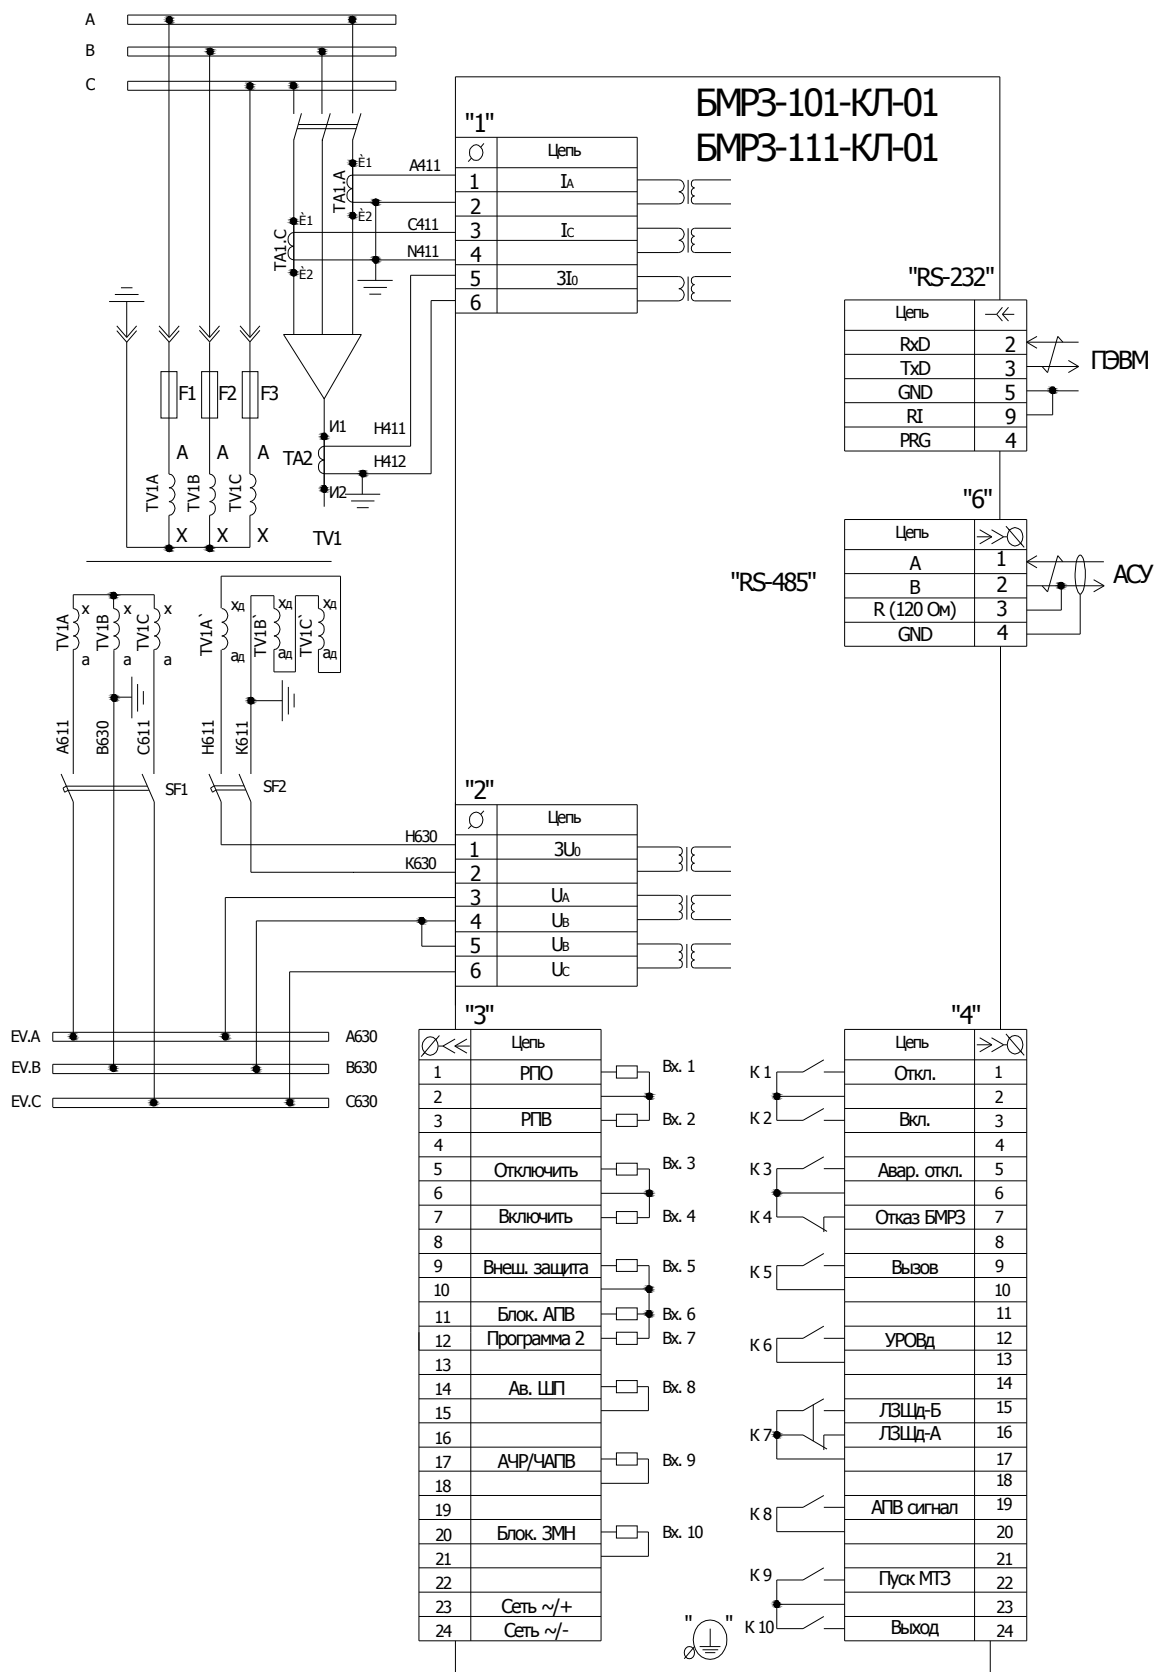 A
B
C
БМРЗ-101-КЛ-01
БМРЗ-111-КЛ-01
"1"
Цепь
1 IA
2
3 IC
4
5 3I0
6
A411
C411
N411
È1
È2
TA1.A
È1
È2
TA1.C
F1 F2 F3
A A A
TV1A TV1B TV1C
X X X
И1
И2
TA2
H411
H412
TV1
"RS-232"
Цепь
RxD 2
TxD 3
GND 5
RI 9
PRG 4
ПЭВМ
"6"
"RS-485"
Цепь
A 1
B 2
R (120 Ом) 3
GND 4
АСУ
TV1A TV1B TV1C
x x x
a a a
TV1A` TV1B` TV1C`
xд xд xд
aд aд aд
A611 B630 C611
H611 K611
SF1
SF2
"2"
Цепь
1 3U0
2
3 UA
4 UB
5 UB
6 UC
H630
K630
EV.A A630
EV.B B630
EV.C C630
"3"
Цепь
1 РПО Вх. 1
2
3 РПВ Вх. 2
4
5 Отключить Вх. 3
6
7 Включить Вх. 4
8
9 Внеш. защита Вх. 5
10
11 Блок. АПВ Вх. 6
12 Программа 2 Вх. 7
13
14 Ав. ШП Вх. 8
15
16
17 АЧР/ЧАПВ Вх. 9
18
19
20 Блок. ЗМН Вх. 10
21
22
23 Сеть ~/+
24 Сеть ~/-
"4"
Цепь
К 1 Откл. 1
2
К 2 Вкл. 3
4
К 3 Авар. откл. 5
6
К 4 Отказ БМРЗ 7
8
К 5 Вызов 9
10
11
К 6 УРОВд 12
13
14
ЛЗШд-Б 15
К 7 ЛЗШд-А 16
17
18
К 8 АПВ сигнал 19
20
21
К 9 Пуск МТЗ 22
23
К 10 Выход 24
" "